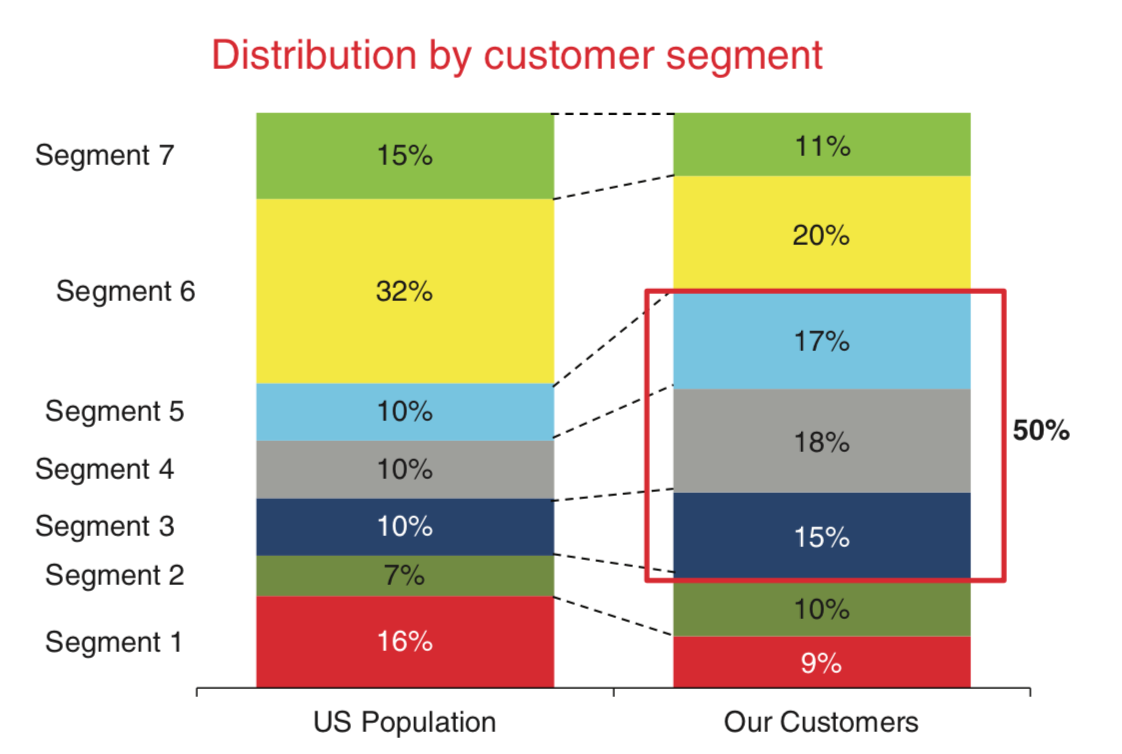 Distribution by customer segment
Segment 7 15% 11%
Segment 6 32% 20%
Segment 5 10% 17%
Segment 4 10% 18%
50%
Segment 3 10% 15%
Segment 2 7% 10%
Segment 1 16% 9%
US Population Our Customers